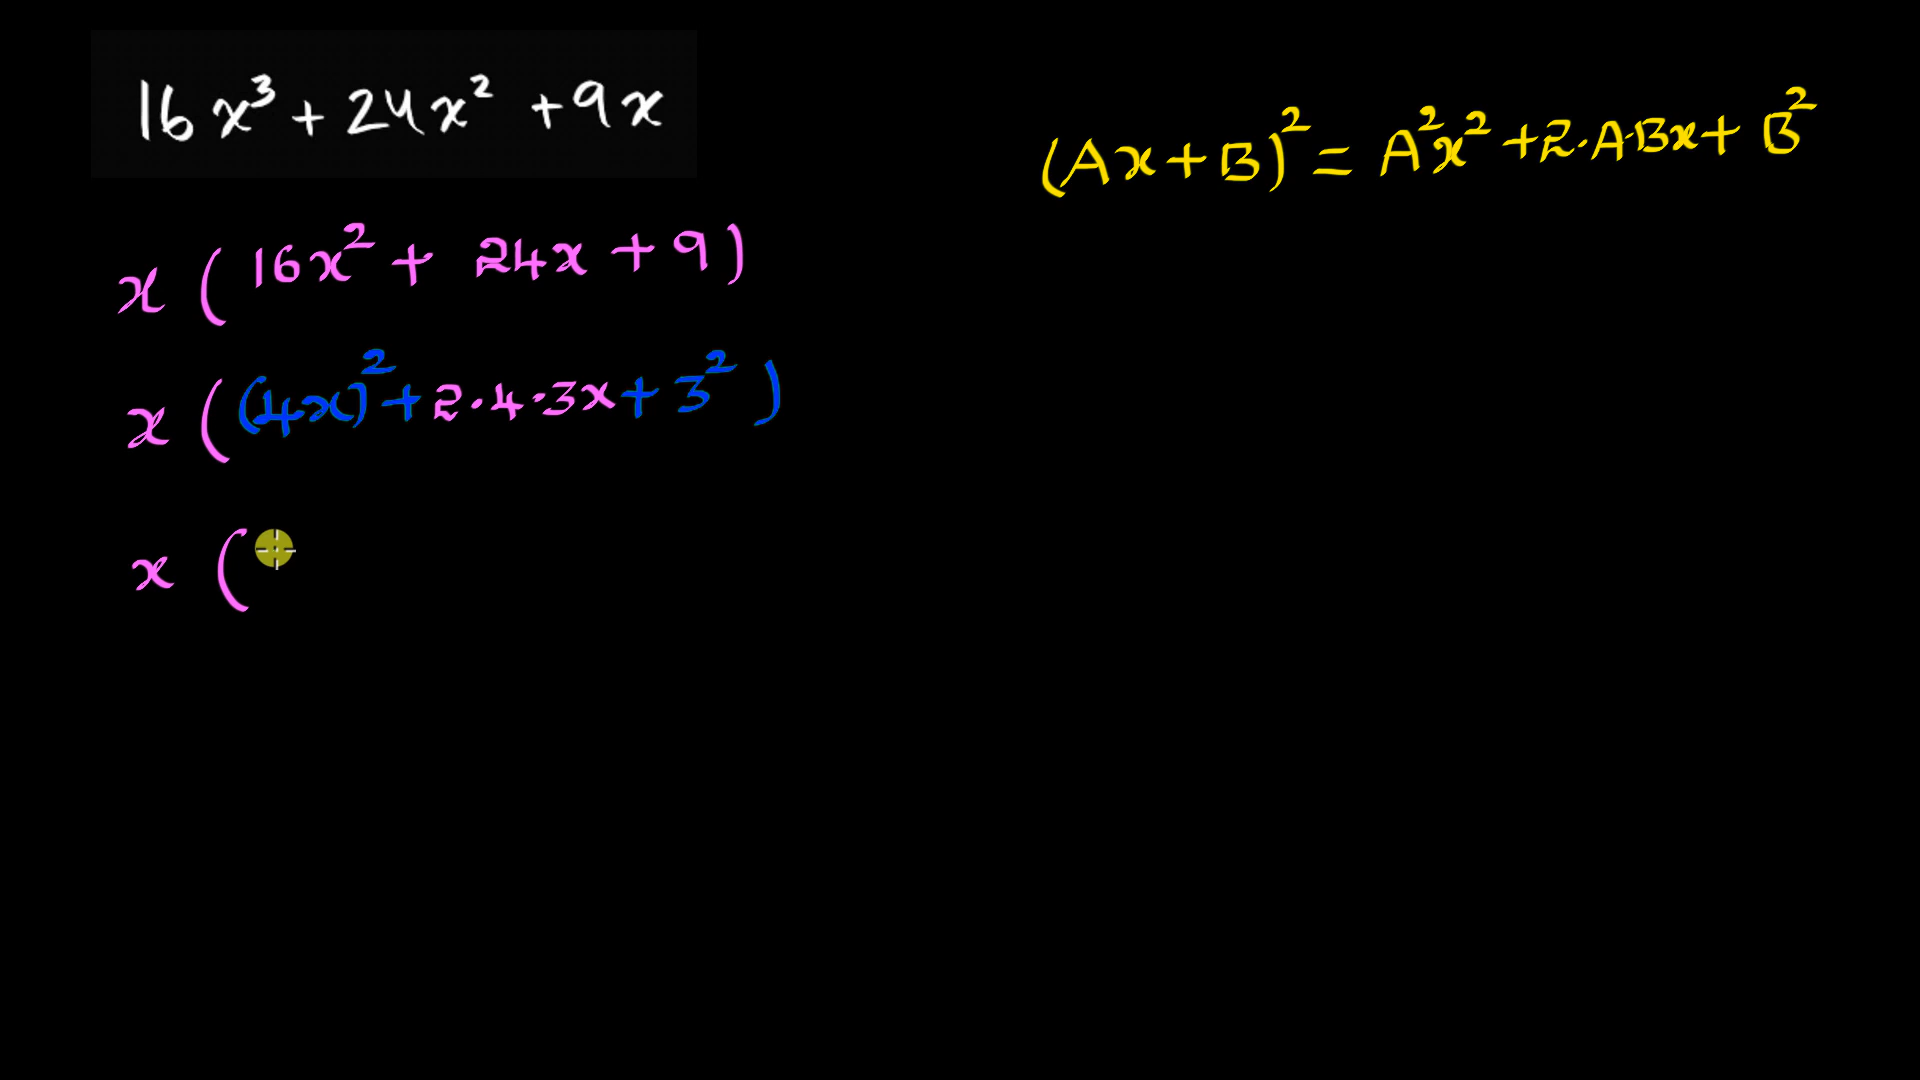 16x³ + 24x² + 9x
(Ax + B)² = A²x² + 2·A·Bx + B²
x ( 16x² + 24x + 9 )
x ( (4x)² + 2·4·3x + 3² )
x (